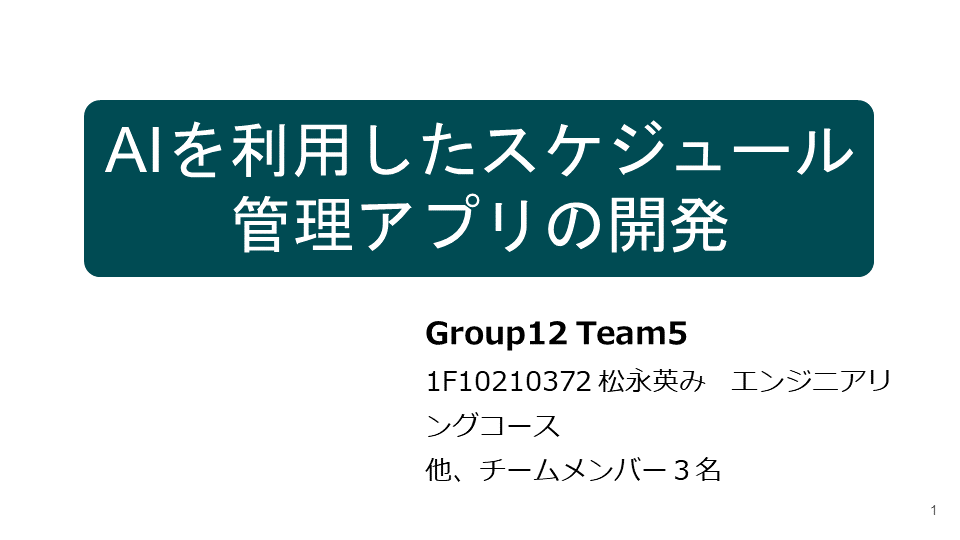 AIを利用したスケジュール
管理アプリの開発
Group12 Team5
1F10210372 松永英み　エンジニアリ
ングコース
他、チームメンバー３名
1